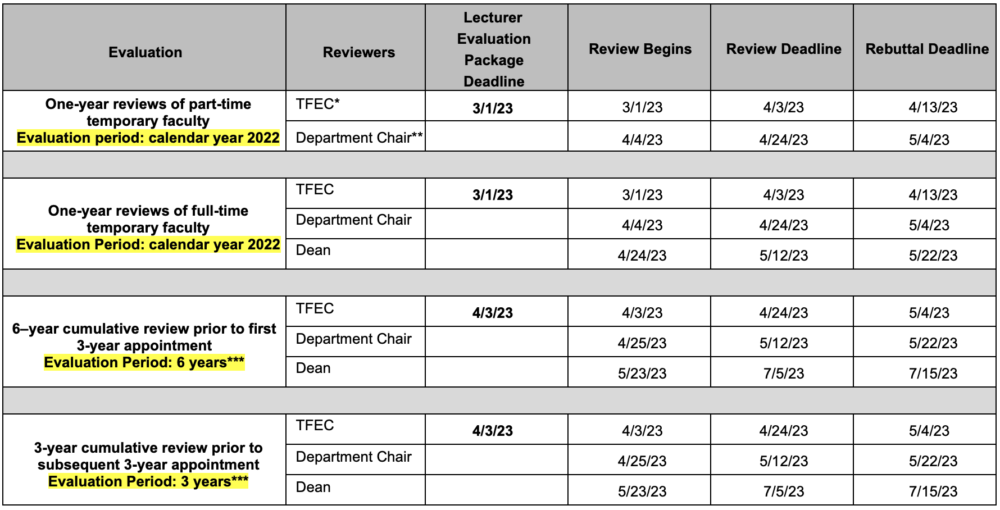 Evaluation
Reviewers
Lecturer
Evaluation
Package
Deadline
Review Begins
Review Deadline
Rebuttal Deadline
One-year reviews of part-time
temporary faculty
Evaluation period: calendar year 2022
TFEC*
3/1/23
3/1/23
4/3/23
4/13/23
Department Chair**
4/4/23
4/24/23
5/4/23
One-year reviews of full-time
temporary faculty
Evaluation Period: calendar year 2022
TFEC
3/1/23
3/1/23
4/3/23
4/13/23
Department Chair
4/4/23
4/24/23
5/4/23
Dean
4/24/23
5/12/23
5/22/23
6–year cumulative review prior to first
3-year appointment
Evaluation Period: 6 years***
TFEC
4/3/23
4/3/23
4/24/23
5/4/23
Department Chair
4/25/23
5/12/23
5/22/23
Dean
5/23/23
7/5/23
7/15/23
3-year cumulative review prior to
subsequent 3-year appointment
Evaluation Period: 3 years***
TFEC
4/3/23
4/3/23
4/24/23
5/4/23
Department Chair
4/25/23
5/12/23
5/22/23
Dean
5/23/23
7/5/23
7/15/23